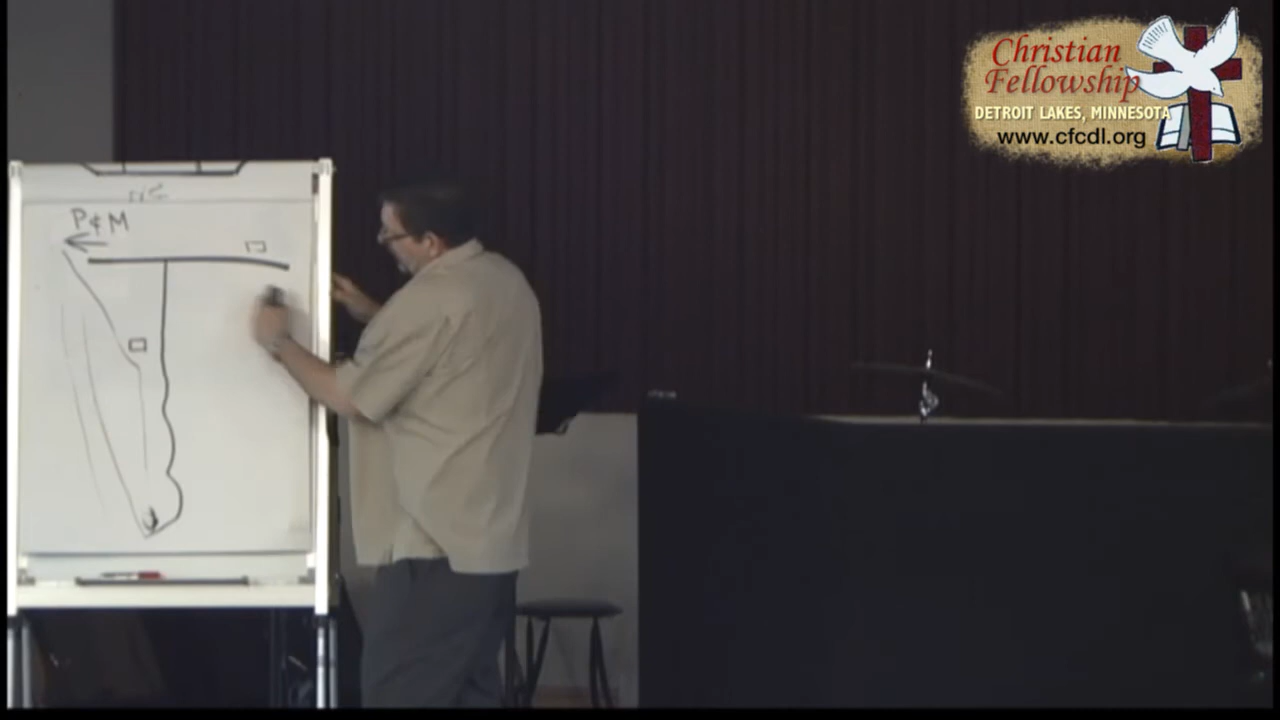 Christian
Fellowship
DETROIT LAKES, MINNESOTA
www.cfcdl.org
P & M